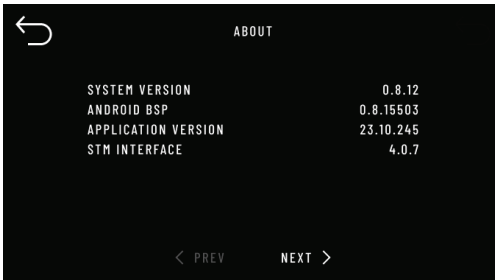 ABOUT
SYSTEM VERSION 0.8.12
ANDROID BSP 0.8.15503
APPLICATION VERSION 23.10.245
STM INTERFACE 4.0.7
< PREV NEXT >